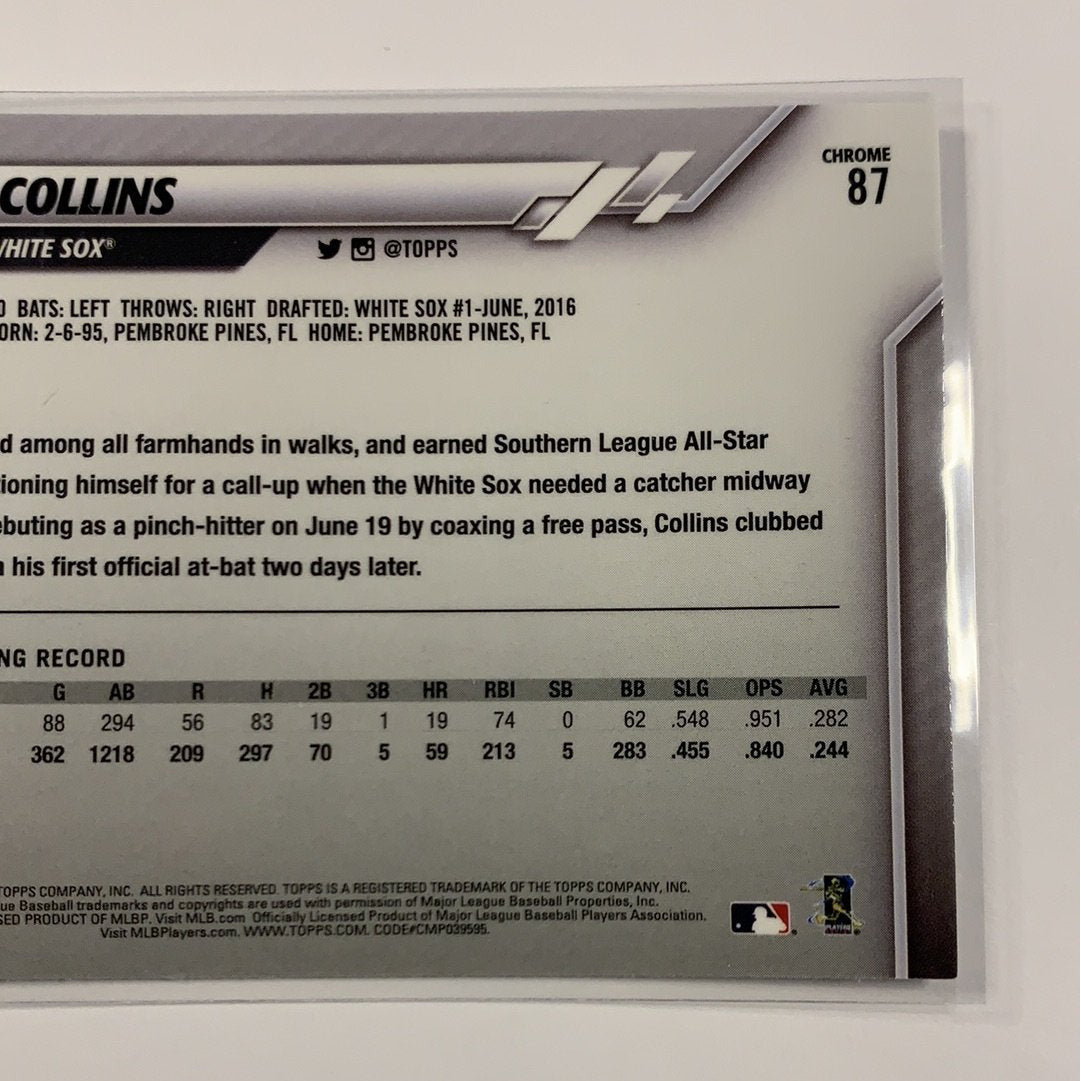 CHROME
87
COLLINS
WHITE SOX®
@TOPPS
BATS: LEFT THROWS: RIGHT DRAFTED: WHITE SOX #1-JUNE, 2016
ORN: 2-6-95, PEMBROKE PINES, FL HOME: PEMBROKE PINES, FL
d among all farmhands in walks, and earned Southern League All-Star
ioning himself for a call-up when the White Sox needed a catcher midway
ebuting as a pinch-hitter on June 19 by coaxing a free pass, Collins clubbed
his first official at-bat two days later.
NG RECORD
G AB R H 2B 3B HR RBI SB BB SLG OPS AVG
88 294 56 83 19 1 19 74 0 62 .548 .951 .282
362 1218 209 297 70 5 59 213 5 283 .455 .840 .244
TOPPS COMPANY, INC. ALL RIGHTS RESERVED. TOPPS IS A REGISTERED TRADEMARK OF THE TOPPS COMPANY, INC.
ue Baseball trademarks and copyrights are used with permission of Major League Baseball Properties, Inc.
SED PRODUCT OF MLBP. Visit MLB.com Officially Licensed Product of Major League Baseball Players Association.
Visit MLBPlayers.com. WWW.TOPPS.COM. CODE#CMP039595.